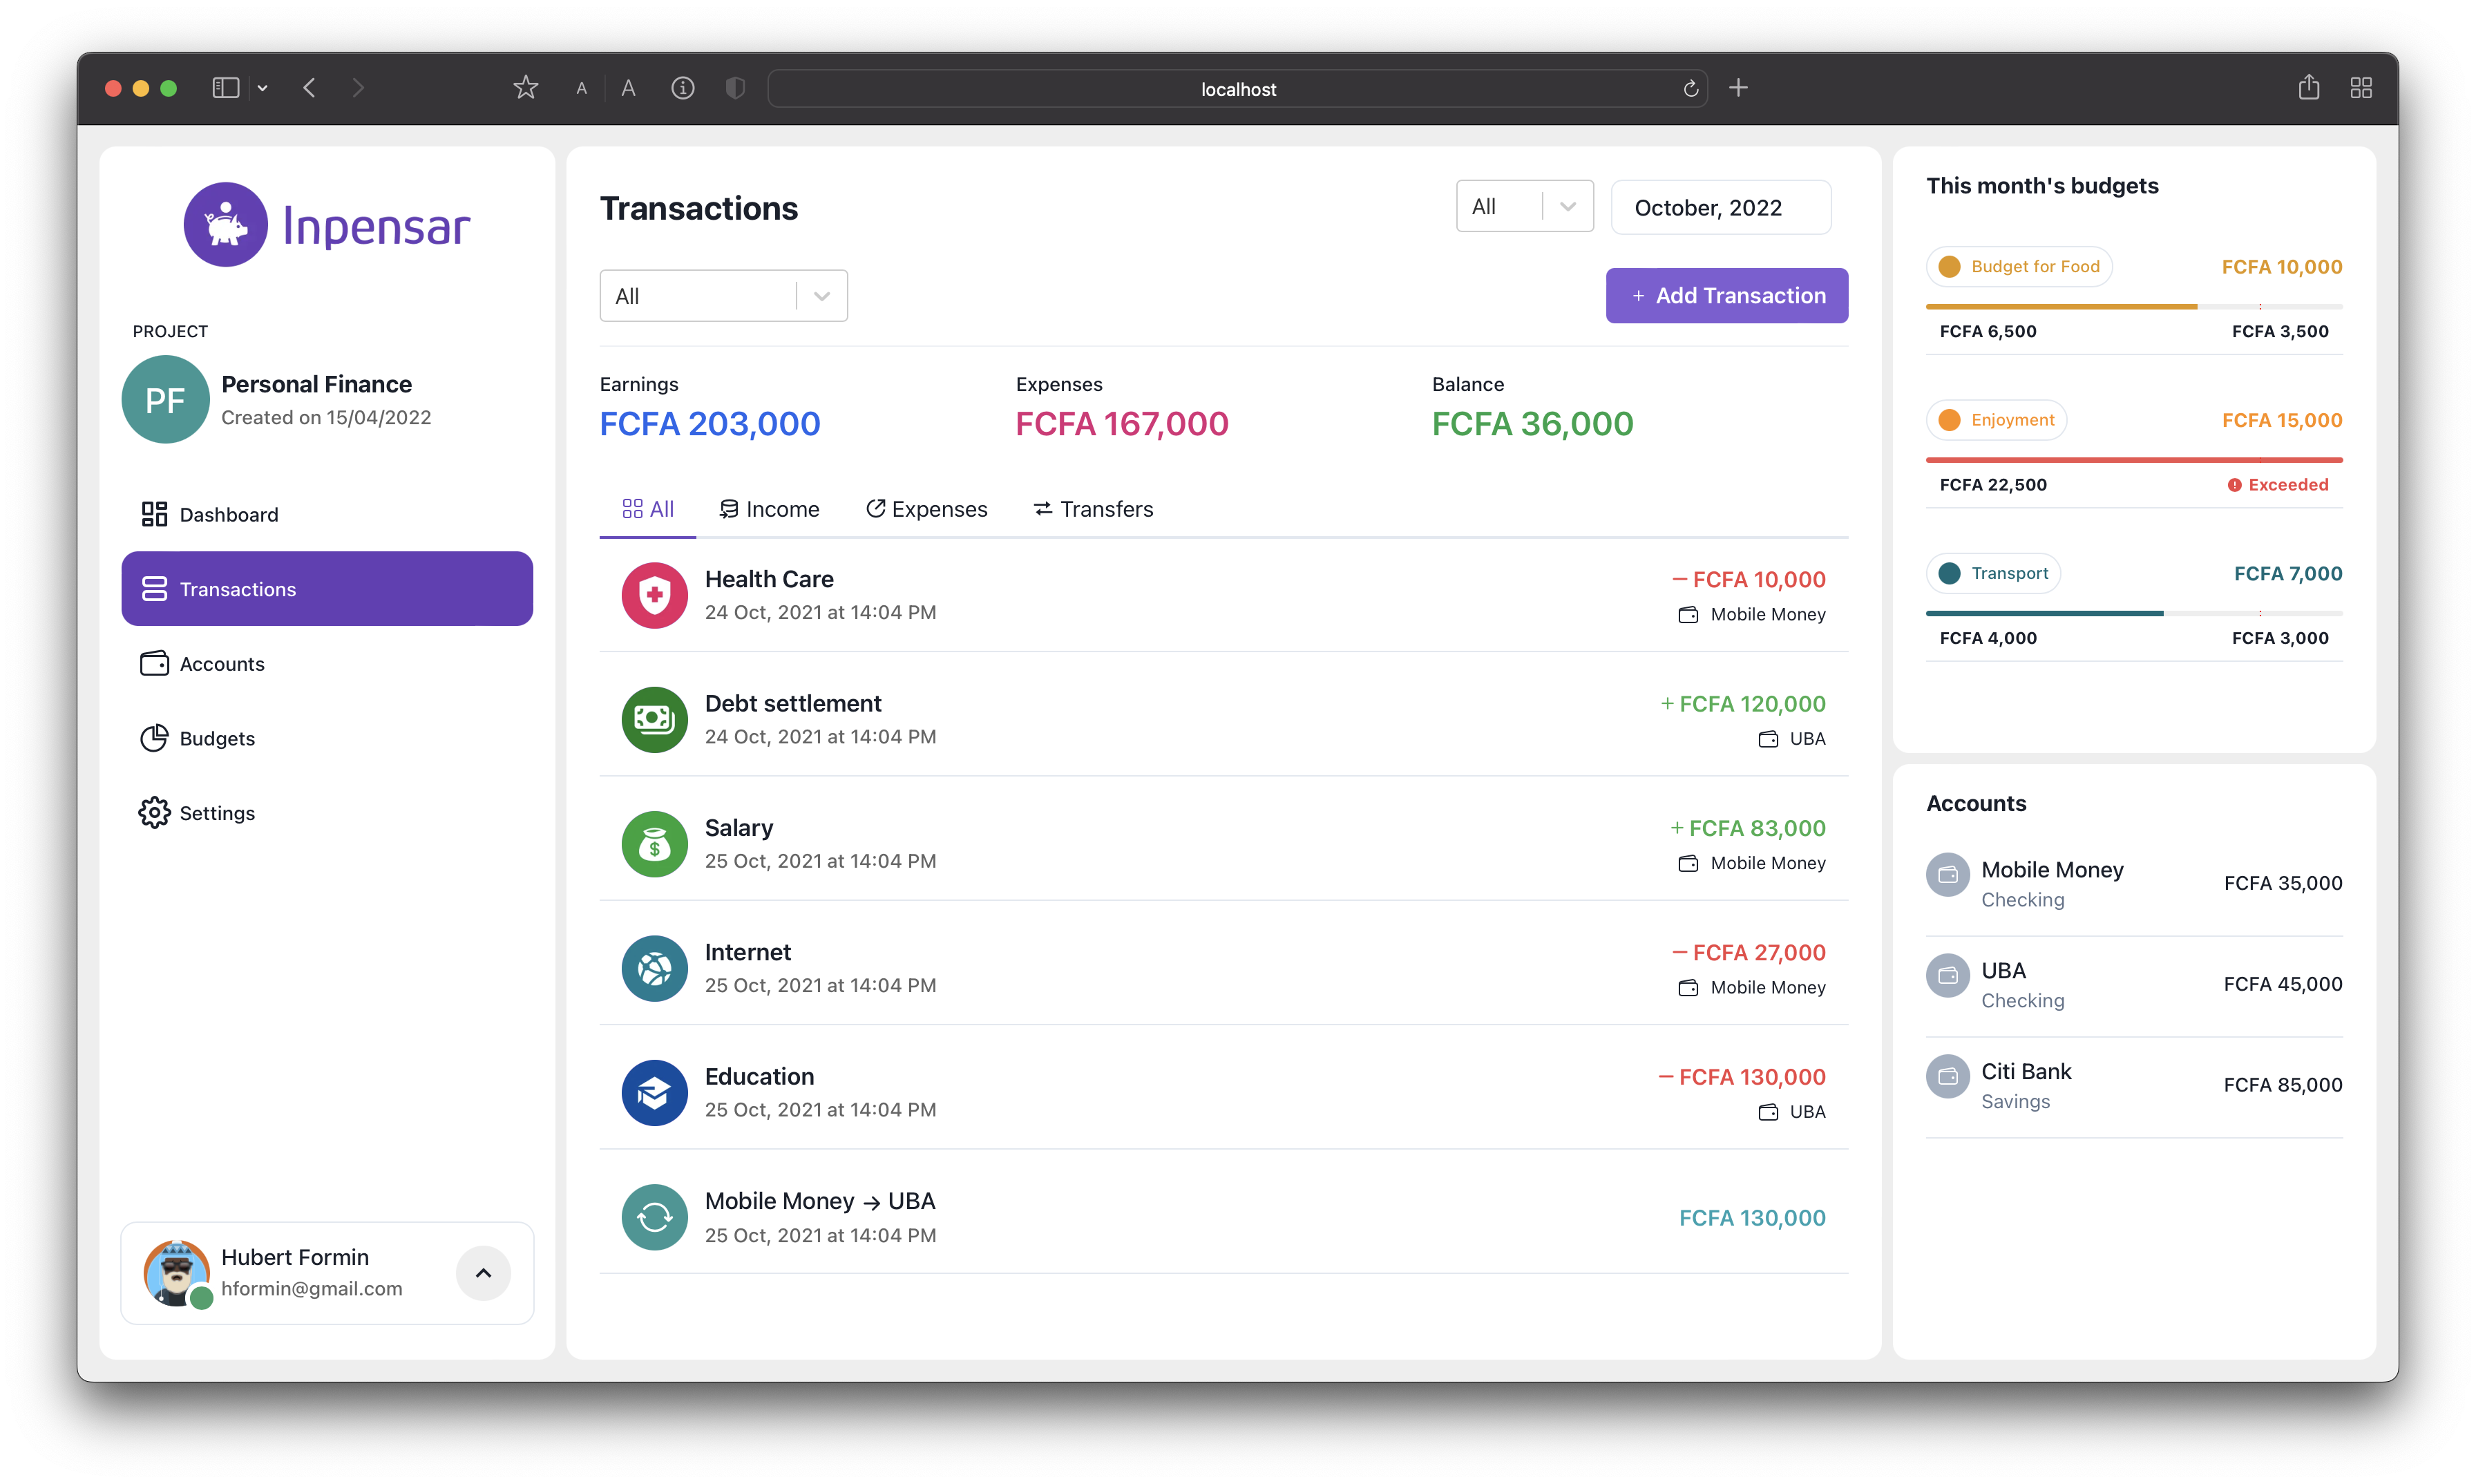 localhost
A A
Inpensar
PROJECT
PF
Personal Finance
Created on 15/04/2022
Dashboard
Transactions
Accounts
Budgets
Settings
Hubert Formin
hformin@gmail.com
Transactions
All
October, 2022
All
+ Add Transaction
Earnings
FCFA 203,000
Expenses
FCFA 167,000
Balance
FCFA 36,000
All Income Expenses Transfers
Health Care
24 Oct, 2021 at 14:04 PM
− FCFA 10,000
Mobile Money
Debt settlement
24 Oct, 2021 at 14:04 PM
+ FCFA 120,000
UBA
Salary
25 Oct, 2021 at 14:04 PM
+ FCFA 83,000
Mobile Money
Internet
25 Oct, 2021 at 14:04 PM
− FCFA 27,000
Mobile Money
Education
25 Oct, 2021 at 14:04 PM
− FCFA 130,000
UBA
Mobile Money → UBA
25 Oct, 2021 at 14:04 PM
FCFA 130,000
This month's budgets
Budget for Food FCFA 10,000
FCFA 6,500 FCFA 3,500
Enjoyment FCFA 15,000
FCFA 22,500 Exceeded
Transport FCFA 7,000
FCFA 4,000 FCFA 3,000
Accounts
Mobile Money
Checking
FCFA 35,000
UBA
Checking
FCFA 45,000
Citi Bank
Savings
FCFA 85,000